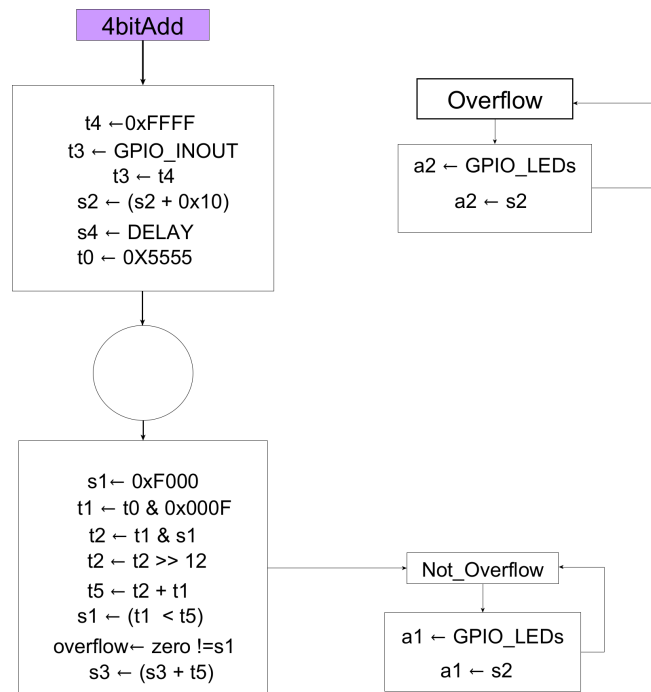 4bitAdd
t4 ←0xFFFF
t3 ← GPIO_INOUT
t3 ← t4
s2 ← (s2 + 0x10)
s4 ← DELAY
t0 ← 0X5555
s1← 0xF000
t1 ← t0 & 0x000F
t2 ← t1 & s1
t2 ← t2 >> 12
t5 ← t2 + t1
s1 ← (t1 < t5)
overflow← zero !=s1
s3 ← (s3 + t5)
Overflow
a2 ← GPIO_LEDs
a2 ← s2
Not_Overflow
a1 ← GPIO_LEDs
a1 ← s2